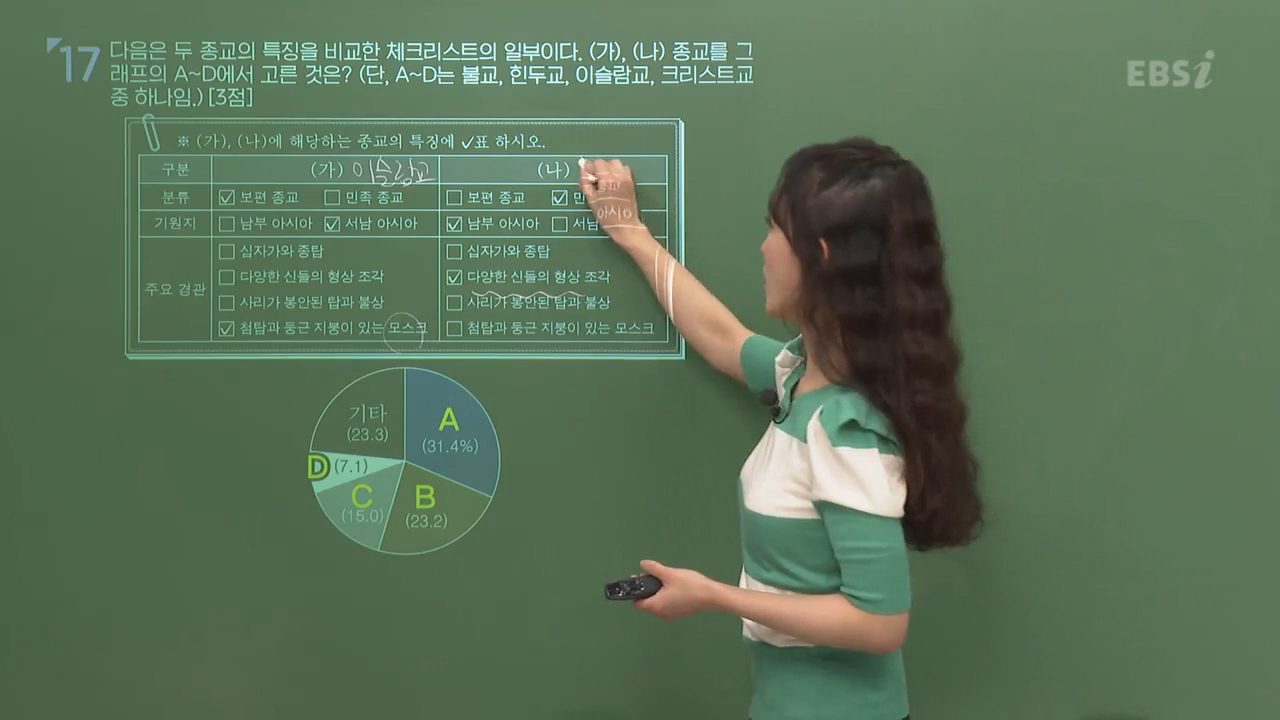 17 다음은 두 종교의 특징을 비교한 체크리스트의 일부이다. (가), (나) 종교를 그
래프의 A~D에서 고른 것은? (단, A~D는 불교, 힌두교, 이슬람교, 크리스트교
중 하나임.) [3점]
EBSi
※ (가), (나)에 해당하는 종교의 특징에 ✓표 하시오.
구분 (가) 이슬람교 (나)
분류 ☑ 보편 종교 ☐ 민족 종교 ☐ 보편 종교 ☑
기원지 ☐ 남부 아시아 ☑ 서남 아시아 ☑ 남부 아시아 ☐ 서남
주요 경관
☐ 십자가와 종탑 ☐ 십자가와 종탑
☐ 다양한 신들의 형상 조각 ☑ 다양한 신들의 형상 조각
☐ 사리가 봉안된 탑과 불상 ☐ 사리가 봉안된 탑과 불상
☑ 첨탑과 둥근 지붕이 있는 모스크 ☐ 첨탑과 둥근 지붕이 있는 모스크
기타
(23.3)
A
(31.4%)
D (7.1)
C
(15.0)
B
(23.2)